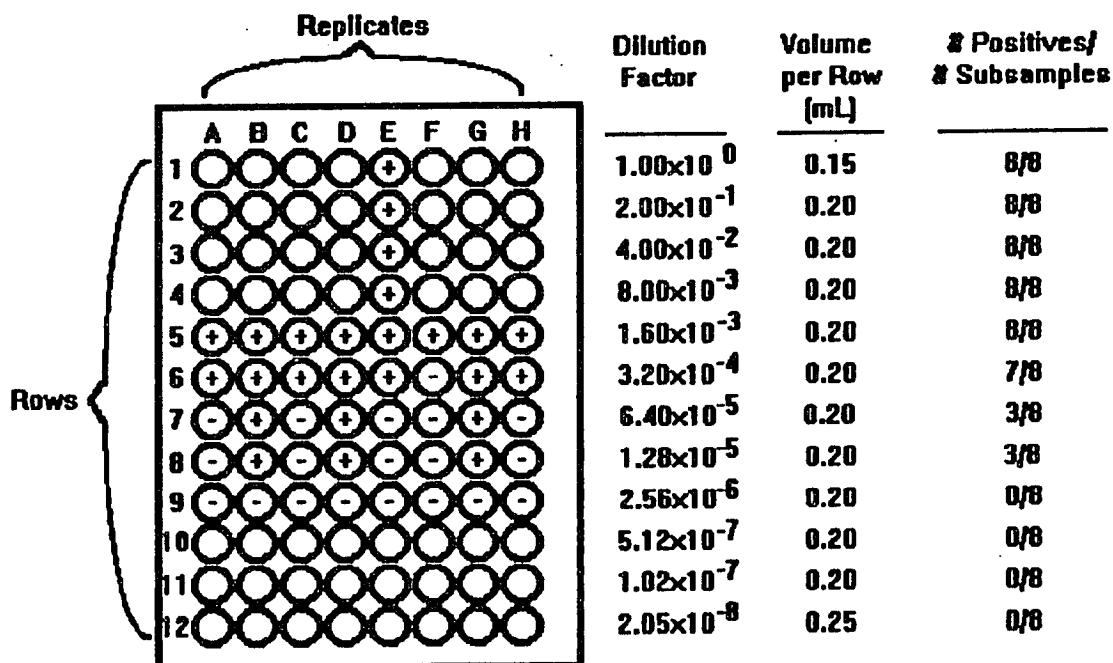 Replicates
Dilution Factor Volume per Row (mL) # Positives/ # Subsamples
A B C D E F G H
1 + 1.00x10 0 0.15 8/8
2 + 2.00x10 -1 0.20 8/8
3 + 4.00x10 -2 0.20 8/8
4 + 8.00x10 -3 0.20 8/8
5 + + + + + + + + 1.60x10 -3 0.20 8/8
6 + + + + + - + + 3.20x10 -4 0.20 7/8
Rows
7 - + - + - - + - 6.40x10 -5 0.20 3/8
8 - + - + - - + - 1.28x10 -5 0.20 3/8
9 - - - - - - - - 2.56x10 -6 0.20 0/8
10 5.12x10 -7 0.20 0/8
11 1.02x10 -7 0.20 0/8
12 2.05x10 -8 0.25 0/8